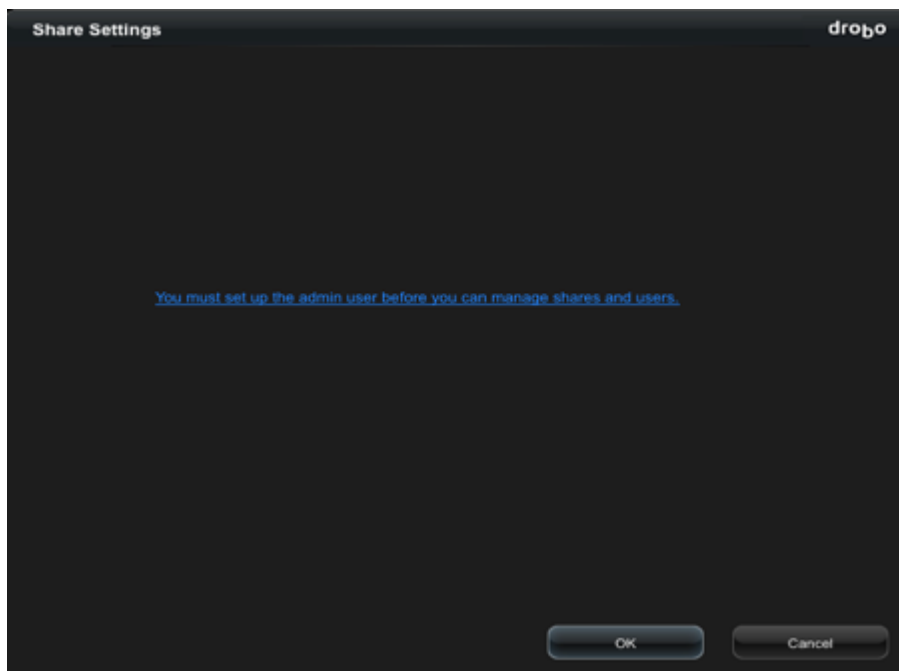 Share Settings
drobo
You must set up the admin user before you can manage shares and users.
OK
Cancel